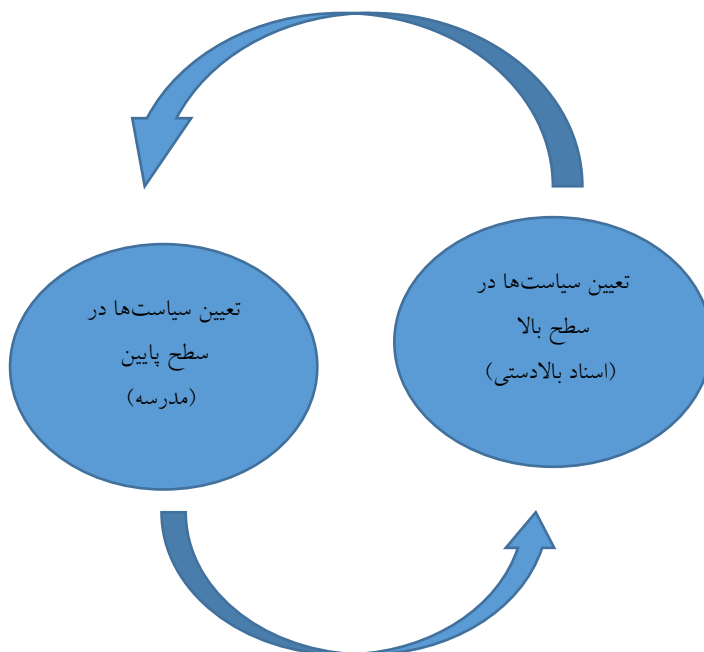 تعیین سیاست‌ها در
سطح بالا
(اسناد بالادستی)
تعیین سیاست‌ها در
سطح پایین
(مدرسه)